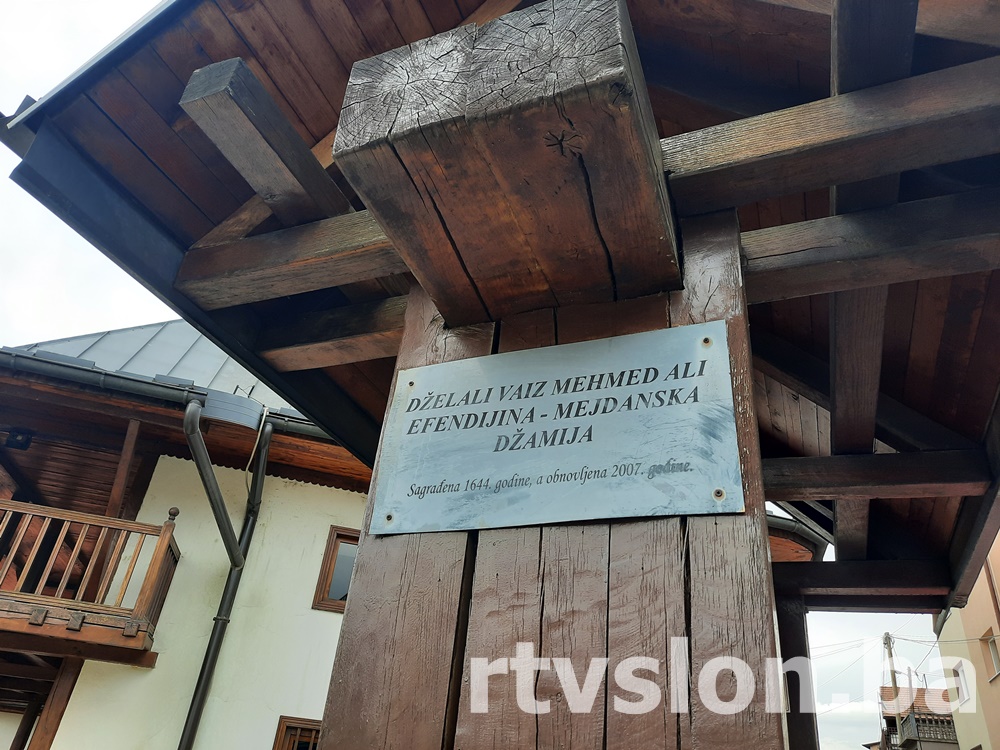 DŽELALI VAIZ MEHMED ALI
EFENDIJINA - MEJDANSKA
DŽAMIJA
Sagrađena 1644. godine, a obnovljena 2007. godine.
rtvslon.ba